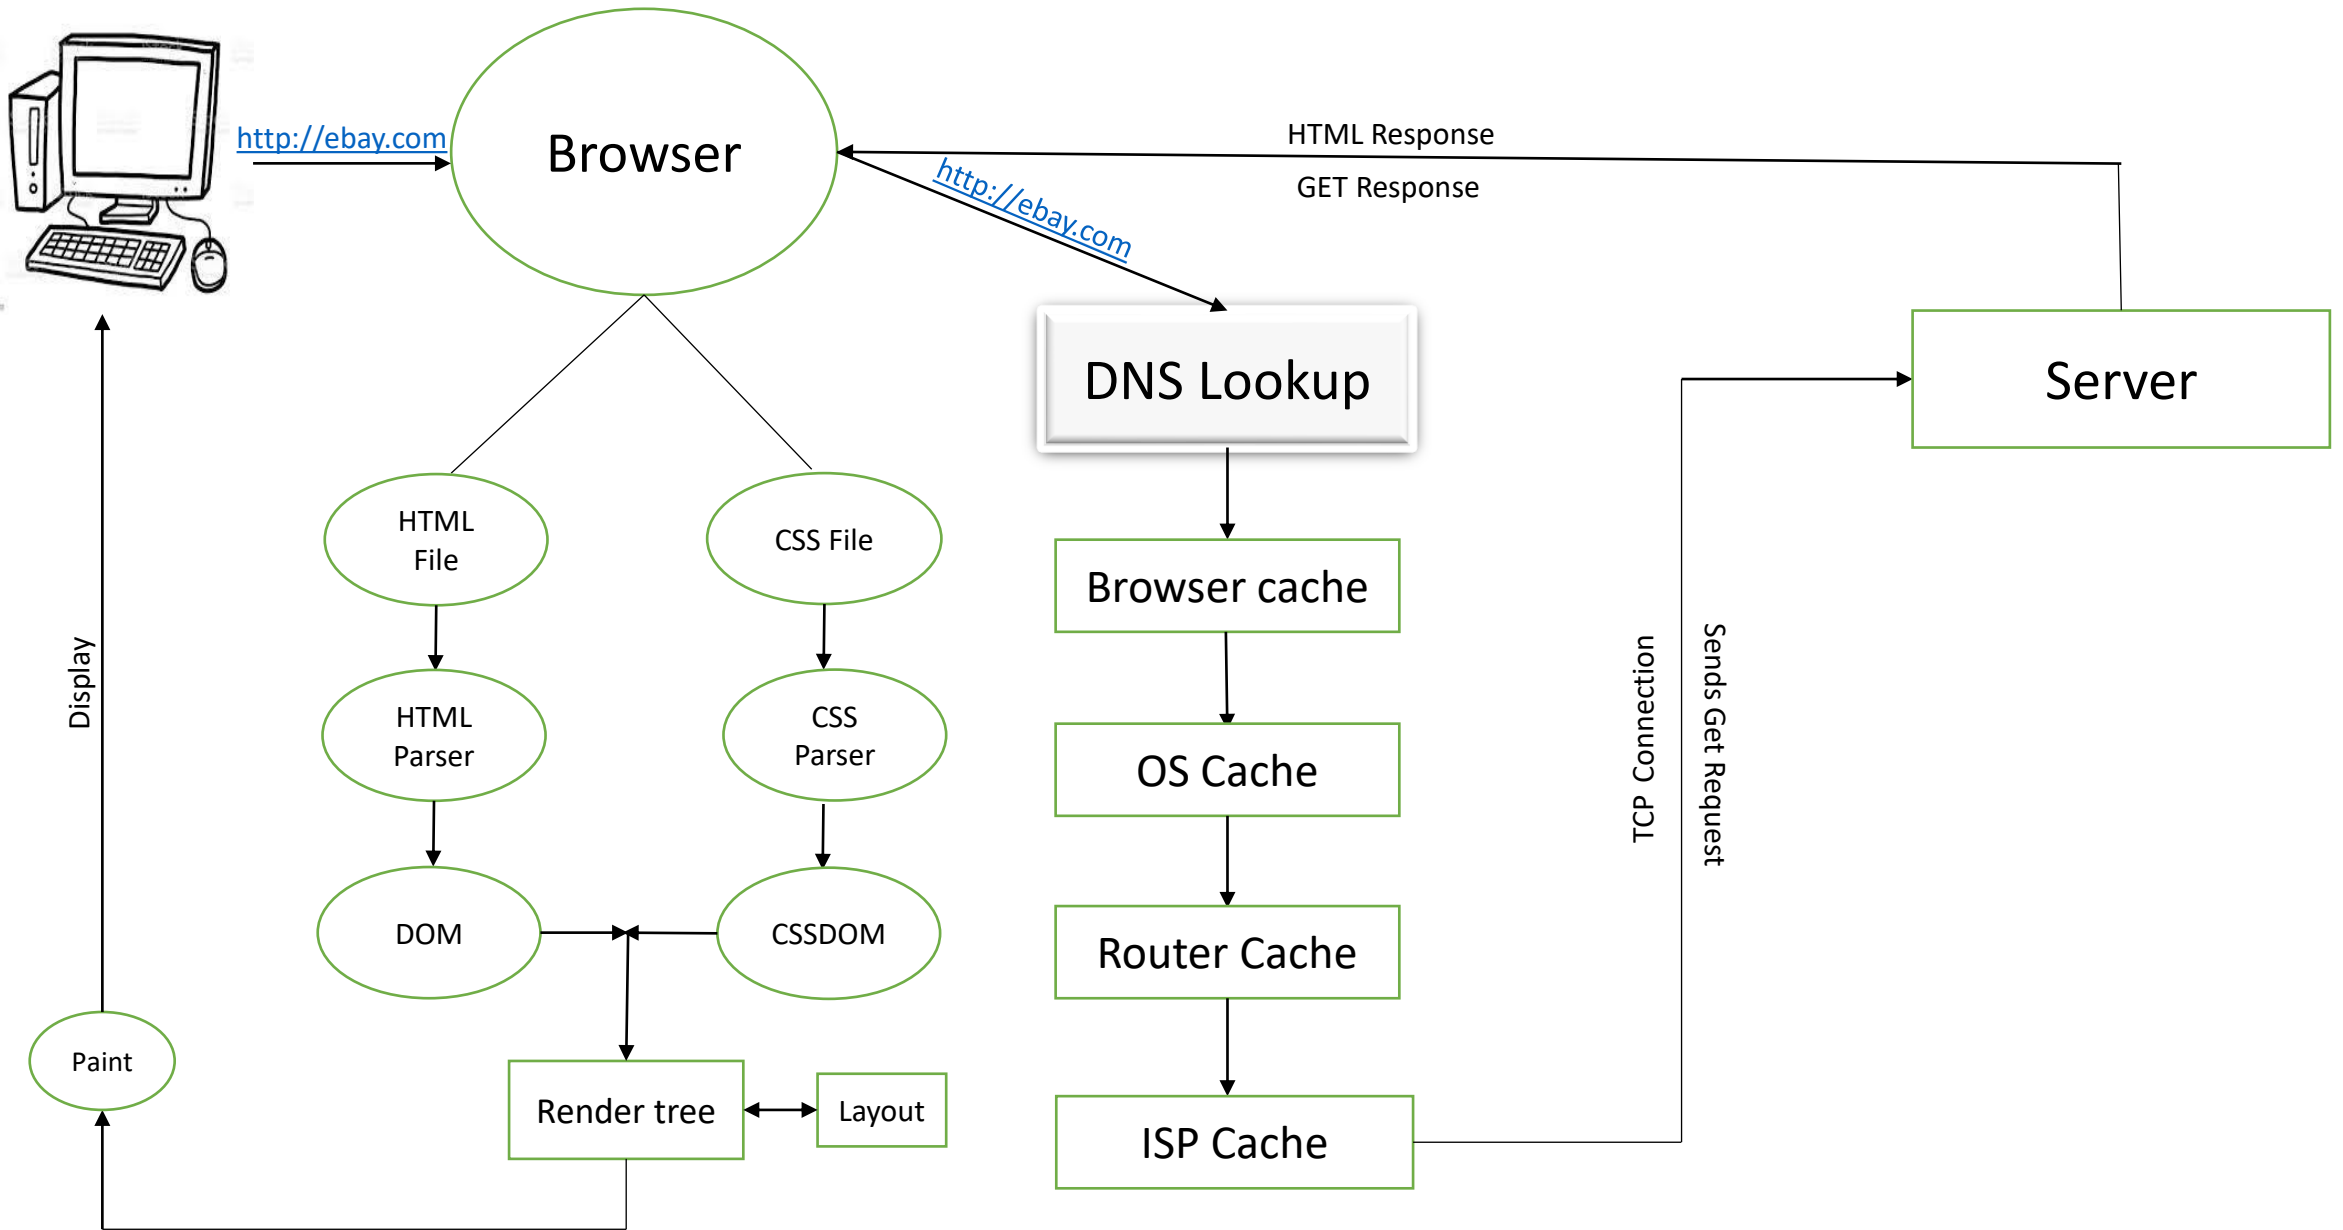 http://ebay.com
Browser
HTML Response
GET Response
http://ebay.com
DNS Lookup
Server
HTML
File
CSS File
Browser cache
Display
HTML
Parser
CSS
Parser
OS Cache
TCP Connection
Sends Get Request
DOM
CSSDOM
Router Cache
Paint
Render tree
Layout
ISP Cache